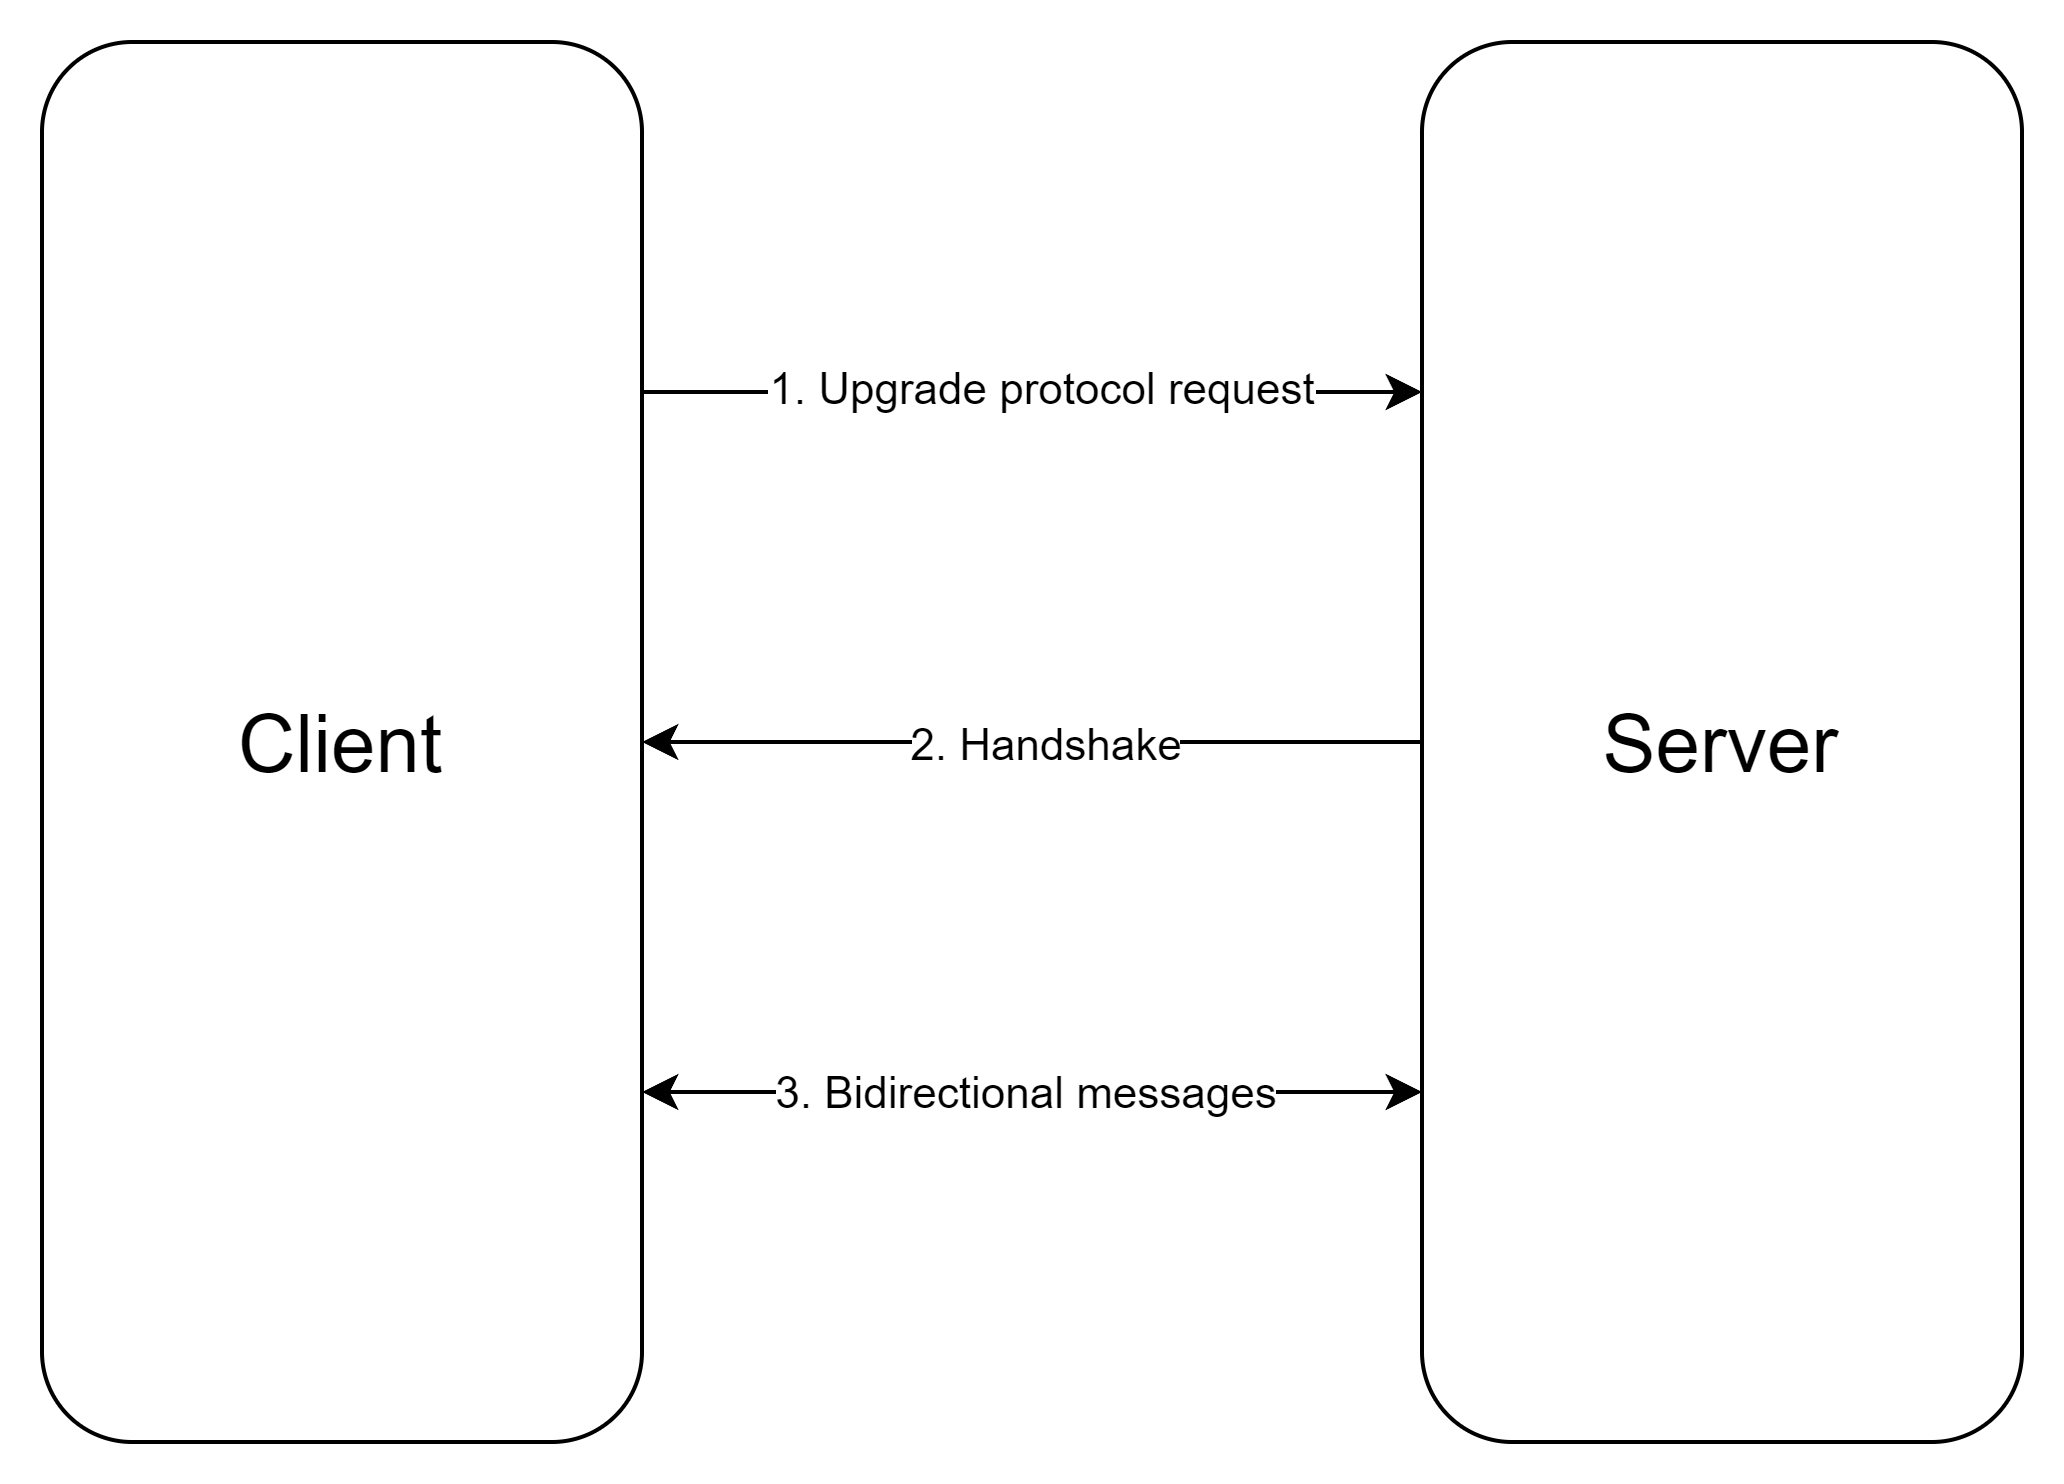 1. Upgrade protocol request
Client
2. Handshake
Server
3. Bidirectional messages